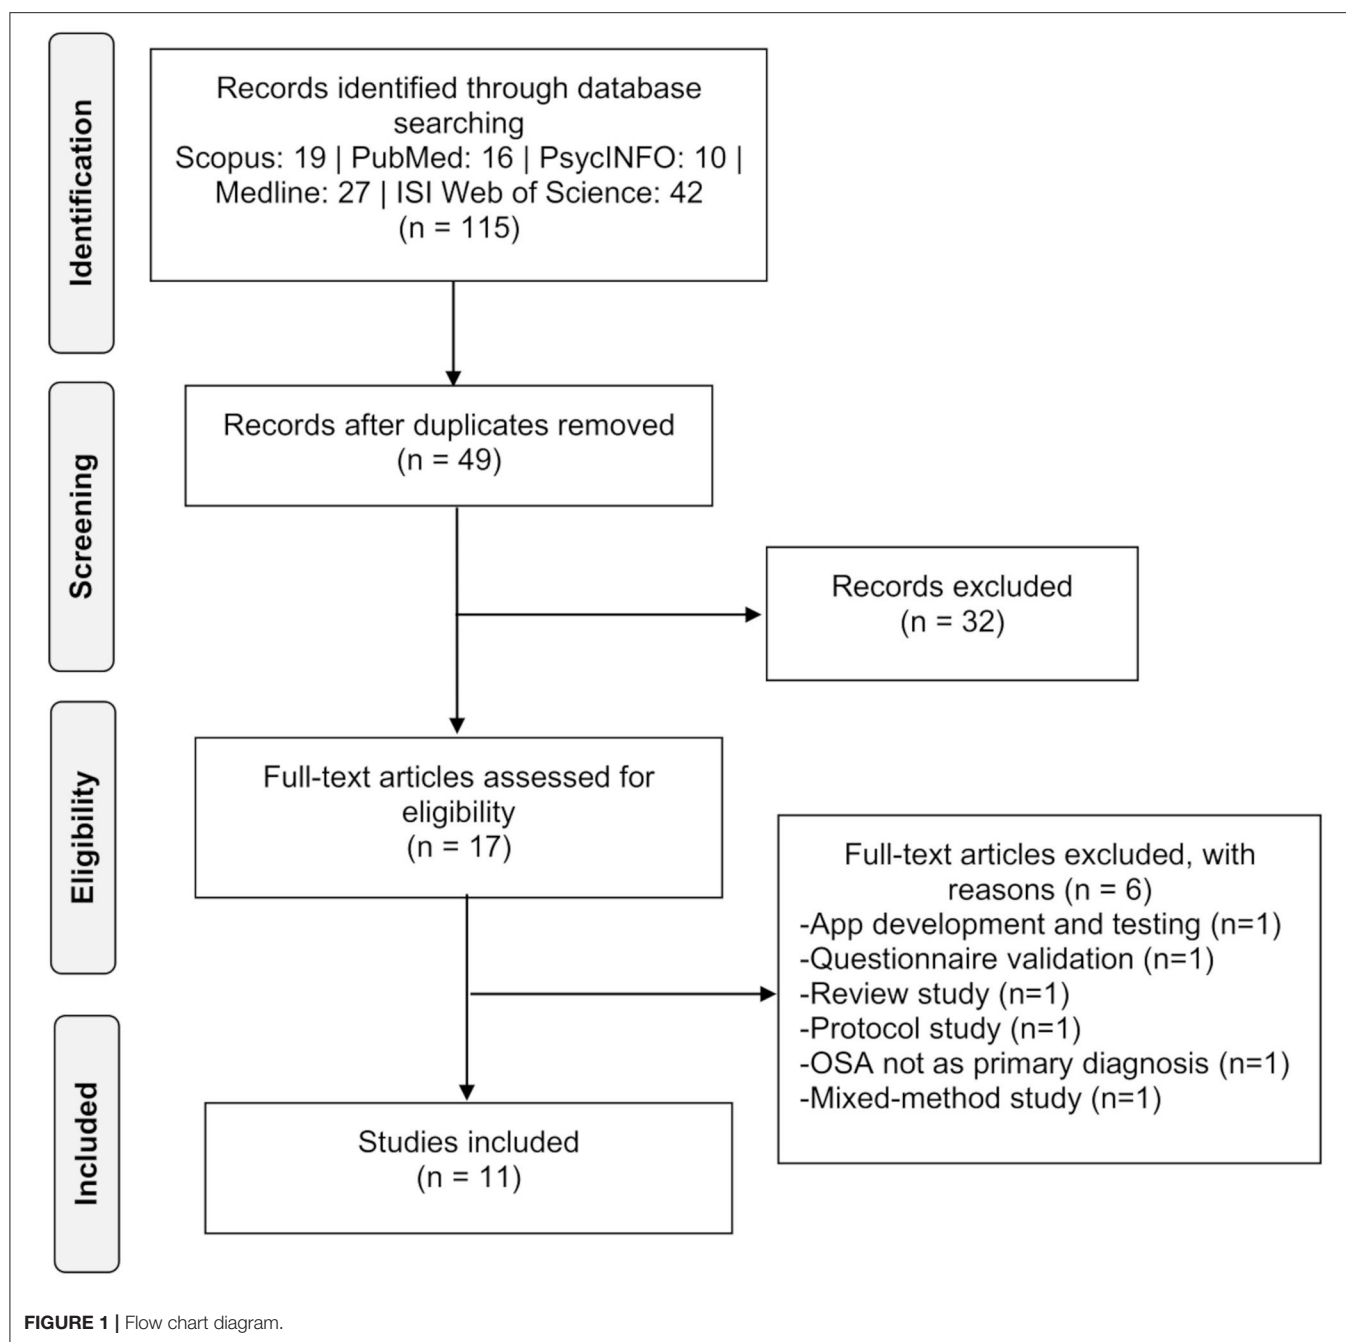 Identification
Records identified through database
searching
Scopus: 19 | PubMed: 16 | PsycINFO: 10 |
Medline: 27 | ISI Web of Science: 42
(n = 115)
Screening
Records after duplicates removed
(n = 49)
Records excluded
(n = 32)
Eligibility
Full-text articles assessed for
eligibility
(n = 17)
Full-text articles excluded, with
reasons (n = 6)
-App development and testing (n=1)
-Questionnaire validation (n=1)
-Review study (n=1)
-Protocol study (n=1)
-OSA not as primary diagnosis (n=1)
-Mixed-method study (n=1)
Included
Studies included
(n = 11)
FIGURE 1 | Flow chart diagram.